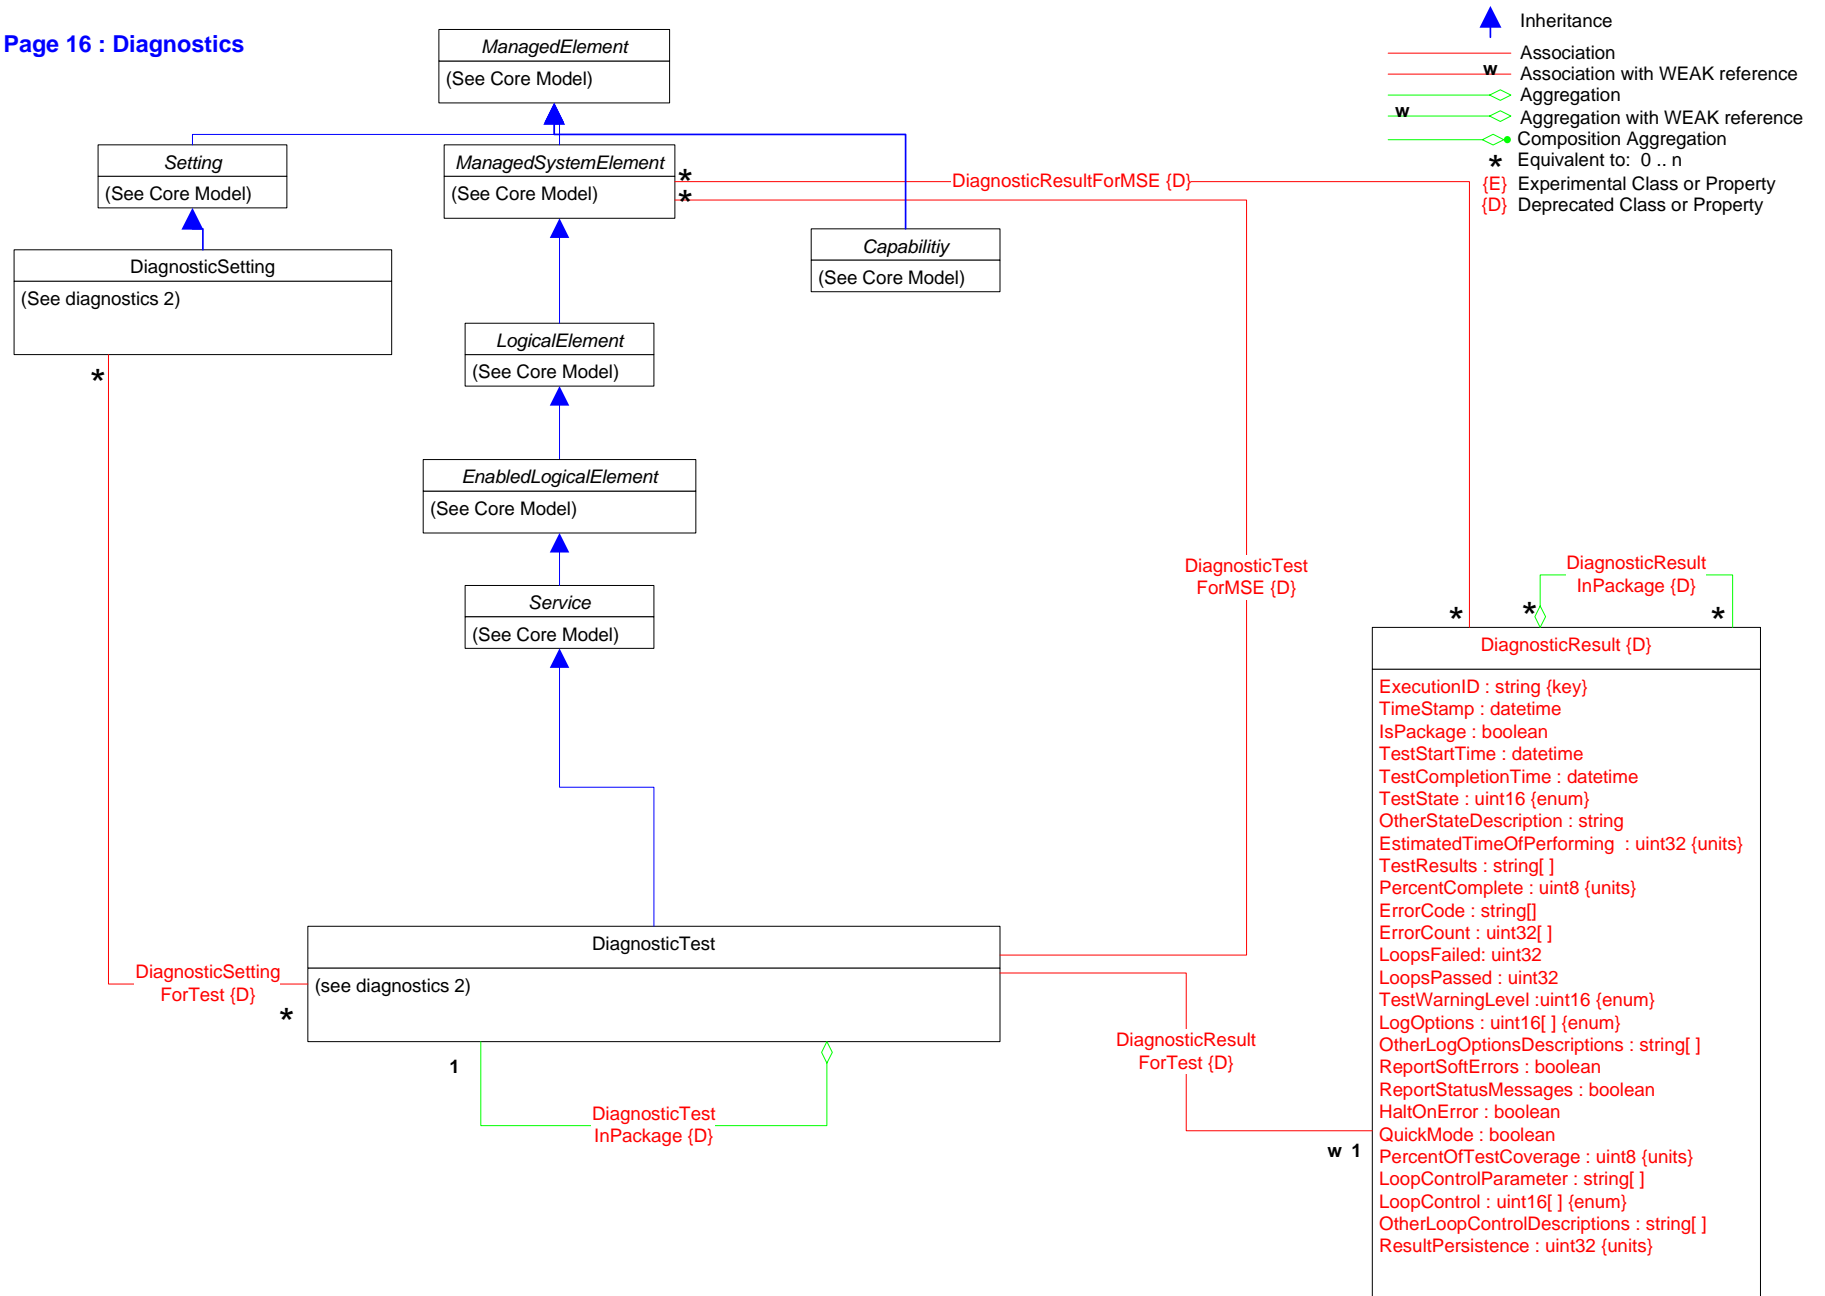 Page 16 : Diagnostics
Inheritance
Association
w
Association with WEAK reference
Aggregation
w
Aggregation with WEAK reference
Composition Aggregation
* Equivalent to: 0 .. n
{E} Experimental Class or Property
{D} Deprecated Class or Property
ManagedElement
(See Core Model)
Setting
(See Core Model)
ManagedSystemElement
(See Core Model)
*
*
DiagnosticResultForMSE {D}
Capabilitiy
(See Core Model)
DiagnosticSetting
(See diagnostics 2)
*
LogicalElement
(See Core Model)
EnabledLogicalElement
(See Core Model)
Service
(See Core Model)
DiagnosticTest
ForMSE {D}
DiagnosticResult
InPackage {D}
*
*
*
DiagnosticResult {D}
ExecutionID : string {key}
TimeStamp : datetime
IsPackage : boolean
TestStartTime : datetime
TestCompletionTime : datetime
TestState : uint16 {enum}
OtherStateDescription : string
EstimatedTimeOfPerforming : uint32 {units}
TestResults : string[ ]
PercentComplete : uint8 {units}
ErrorCode : string[]
ErrorCount : uint32[ ]
LoopsFailed: uint32
LoopsPassed : uint32
TestWarningLevel :uint16 {enum}
LogOptions : uint16[ ] {enum}
OtherLogOptionsDescriptions : string[ ]
ReportSoftErrors : boolean
ReportStatusMessages : boolean
HaltOnError : boolean
QuickMode : boolean
PercentOfTestCoverage : uint8 {units}
LoopControlParameter : string[ ]
LoopControl : uint16[ ] {enum}
OtherLoopControlDescriptions : string[ ]
ResultPersistence : uint32 {units}
DiagnosticTest
(see diagnostics 2)
DiagnosticSetting
ForTest {D}
*
1
DiagnosticTest
InPackage {D}
DiagnosticResult
ForTest {D}
w 1